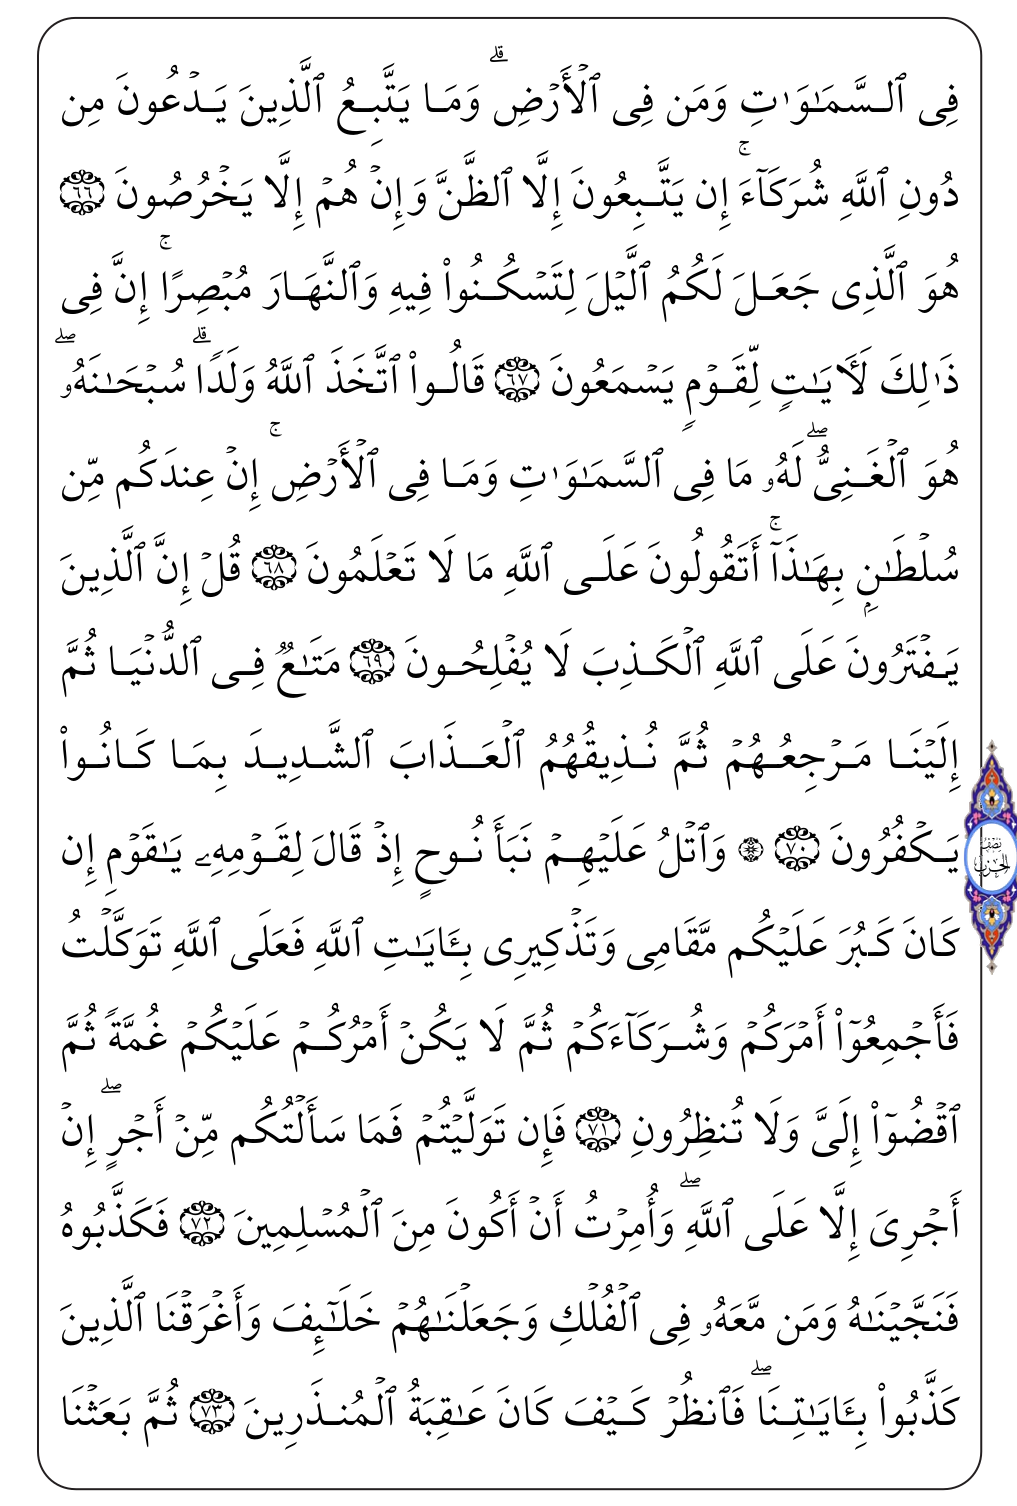 فِى ٱلسَّمَـٰوَٰتِ وَمَن فِى ٱلْأَرْضِ ۗ وَمَا يَتَّبِعُ ٱلَّذِينَ يَدْعُونَ مِن
دُونِ ٱللَّهِ شُرَكَآءَ ۚ إِن يَتَّبِعُونَ إِلَّا ٱلظَّنَّ وَإِنْ هُمْ إِلَّا يَخْرُصُونَ ٦٦
هُوَ ٱلَّذِى جَعَلَ لَكُمُ ٱلَّيْلَ لِتَسْكُنُوا۟ فِيهِ وَٱلنَّهَارَ مُبْصِرًا ۚ إِنَّ فِى
ذَٰلِكَ لَـَٔايَـٰتٍ لِّقَوْمٍ يَسْمَعُونَ ٦٧ قَالُوا۟ ٱتَّخَذَ ٱللَّهُ وَلَدًا ۗ سُبْحَـٰنَهُۥ ۖ
هُوَ ٱلْغَنِىُّ ۖ لَهُۥ مَا فِى ٱلسَّمَـٰوَٰتِ وَمَا فِى ٱلْأَرْضِ ۚ إِنْ عِندَكُم مِّن
سُلْطَـٰنٍۭ بِهَـٰذَآ ۚ أَتَقُولُونَ عَلَى ٱللَّهِ مَا لَا تَعْلَمُونَ ٦٨ قُلْ إِنَّ ٱلَّذِينَ
يَفْتَرُونَ عَلَى ٱللَّهِ ٱلْكَذِبَ لَا يُفْلِحُونَ ٦٩ مَتَـٰعٌ فِى ٱلدُّنْيَا ثُمَّ
إِلَيْنَا مَرْجِعُهُمْ ثُمَّ نُذِيقُهُمُ ٱلْعَذَابَ ٱلشَّدِيدَ بِمَا كَانُوا۟
يَكْفُرُونَ ٧٠ ۞ وَٱتْلُ عَلَيْهِمْ نَبَأَ نُوحٍ إِذْ قَالَ لِقَوْمِهِۦ يَـٰقَوْمِ إِن
نِصْفُ
الحِزْب
كَانَ كَبُرَ عَلَيْكُم مَّقَامِى وَتَذْكِيرِى بِـَٔايَـٰتِ ٱللَّهِ فَعَلَى ٱللَّهِ تَوَكَّلْتُ
فَأَجْمِعُوٓا۟ أَمْرَكُمْ وَشُرَكَآءَكُمْ ثُمَّ لَا يَكُنْ أَمْرُكُمْ عَلَيْكُمْ غُمَّةً ثُمَّ
ٱقْضُوٓا۟ إِلَىَّ وَلَا تُنظِرُونِ ٧١ فَإِن تَوَلَّيْتُمْ فَمَا سَأَلْتُكُم مِّنْ أَجْرٍ ۖ إِنْ
أَجْرِىَ إِلَّا عَلَى ٱللَّهِ ۖ وَأُمِرْتُ أَنْ أَكُونَ مِنَ ٱلْمُسْلِمِينَ ٧٢ فَكَذَّبُوهُ
فَنَجَّيْنَـٰهُ وَمَن مَّعَهُۥ فِى ٱلْفُلْكِ وَجَعَلْنَـٰهُمْ خَلَـٰٓئِفَ وَأَغْرَقْنَا ٱلَّذِينَ
كَذَّبُوا۟ بِـَٔايَـٰتِنَا ۖ فَٱنظُرْ كَيْفَ كَانَ عَـٰقِبَةُ ٱلْمُنذَرِينَ ٧٣ ثُمَّ بَعَثْنَا